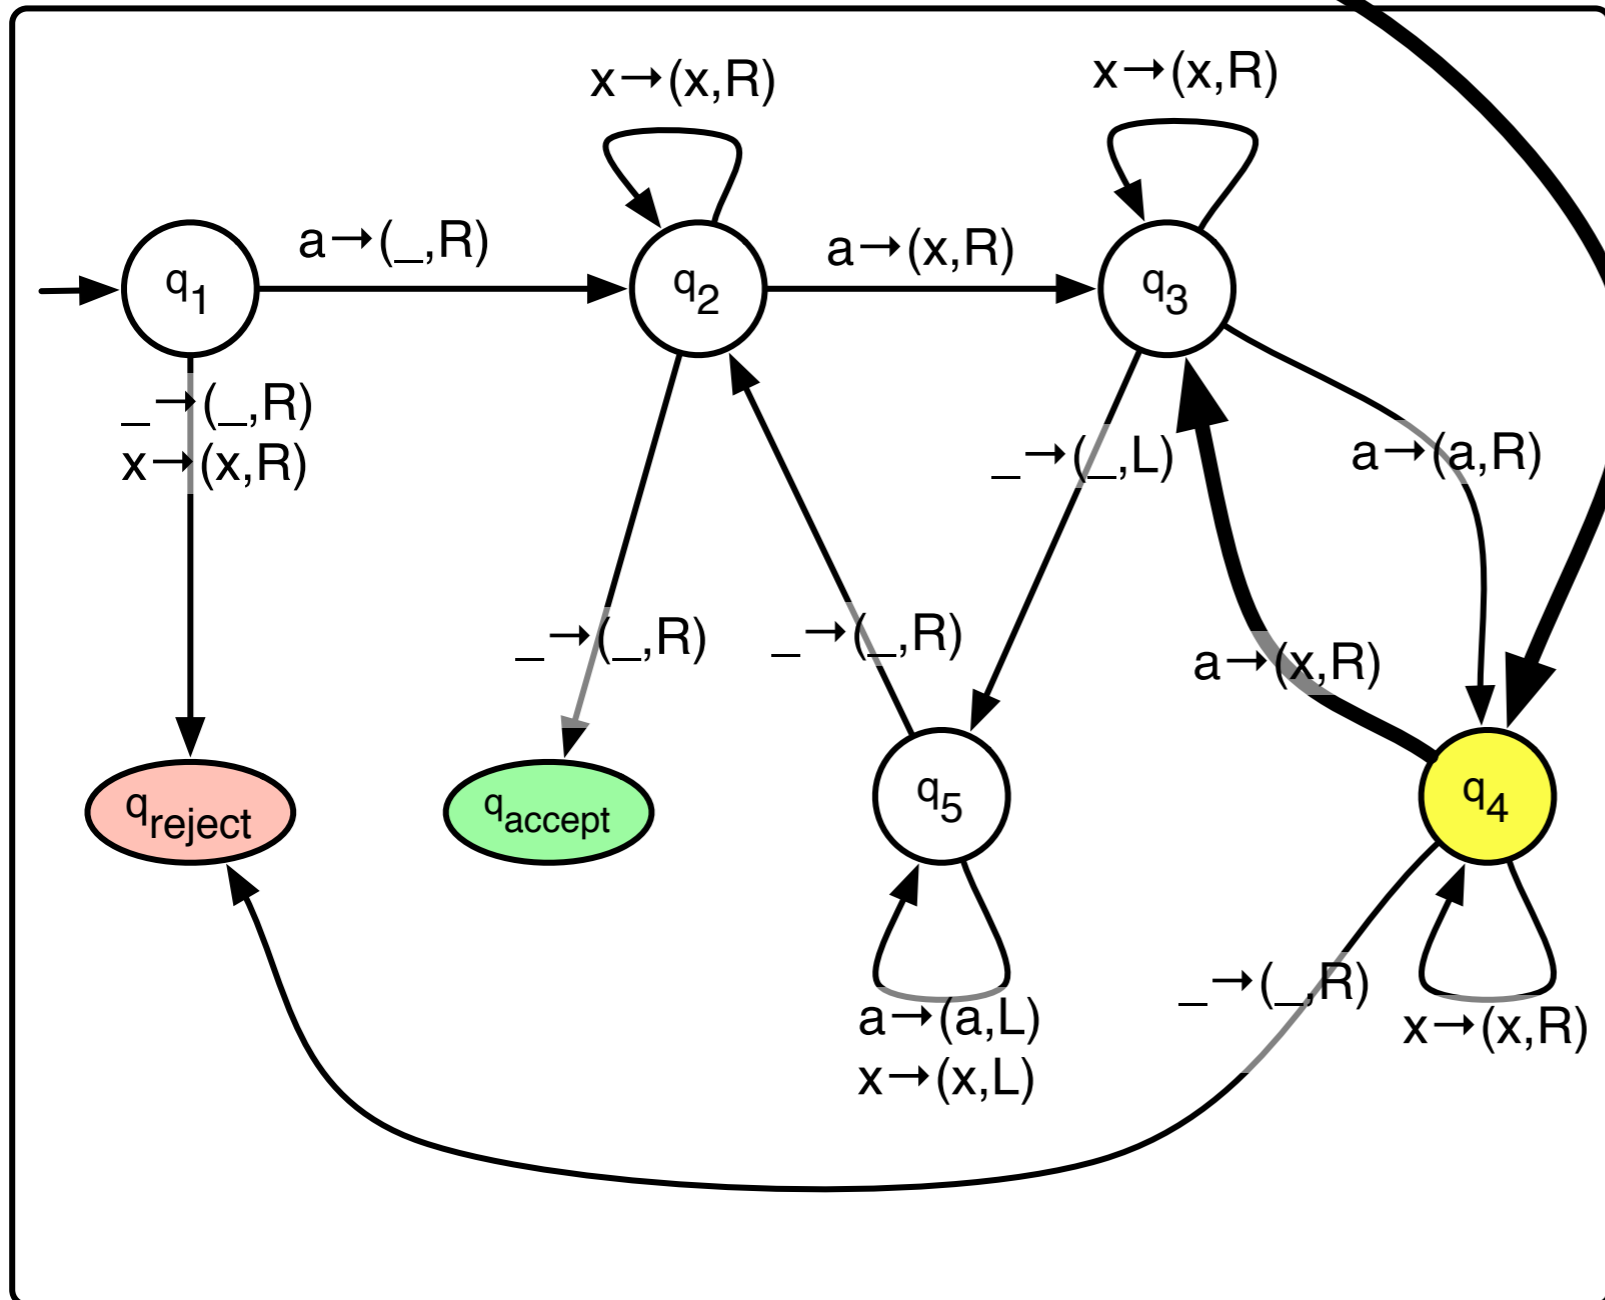 x→(x,R)
x→(x,R)
a→(_,R)
a→(x,R)
q1
q2
q3
_→(_,R)
x→(x,R)
_→(_,L)
a→(a,R)
_→(_,R)
_→(_,R)
a→(x,R)
qreject
qaccept
q5
q4
a→(a,L)
x→(x,L)
_→(_,R)
x→(x,R)